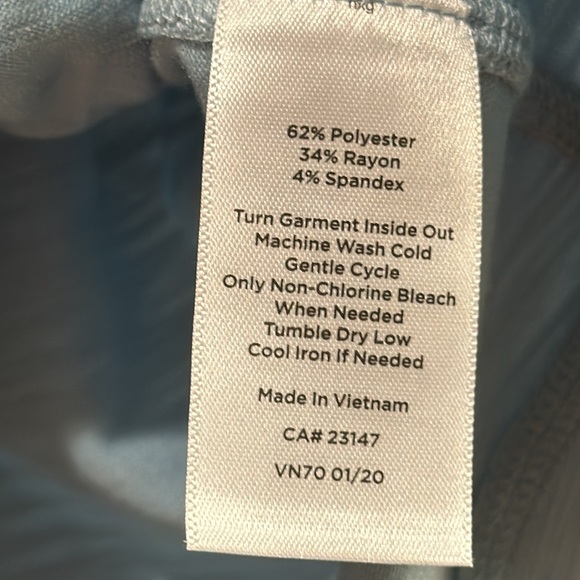 62% Polyester
34% Rayon
4% Spandex
Turn Garment Inside Out
Machine Wash Cold
Gentle Cycle
Only Non-Chlorine Bleach
When Needed
Tumble Dry Low
Cool Iron If Needed
Made In Vietnam
CA# 23147
VN70 01/20